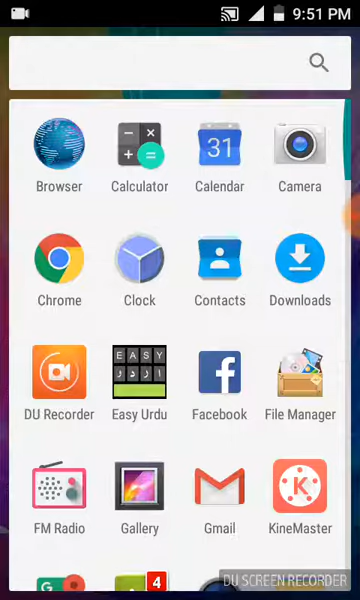 9:51 PM
31
Browser Calculator Calendar Camera
Chrome Clock Contacts Downloads
EASY
اردو
DU Recorder Easy Urdu Facebook File Manager
K
FM Radio Gallery Gmail KineMaster
4
DU SCREEN RECORDER